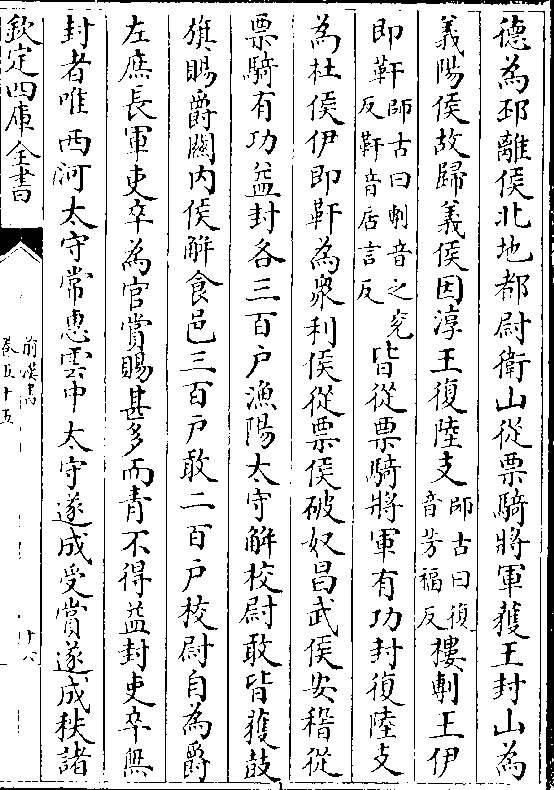 德為邳離侯北地都尉衛山從票騎將軍獲王封山為
義陽侯故歸義侯因淳王復陸支師古曰復音芳福反樓剸王伊
即靬師古曰剸音之兖反靬音居言反皆從票騎將軍有功封復陸支
為杜侯伊即靬為衆利侯從票侯破奴昌武侯安稽從
票騎有功益封各三百户漁陽太守解校尉敢皆獲鼓
旗賜爵關内侯解食邑三百户敢二百户校尉自為爵
左庶長軍吏卒為官賞賜甚多而青不得益封吏卒無
封者唯西河太守常惠雲中太守遂成受賞遂成秩諸
欽定四庫全書
前漢書
卷五十五
十六